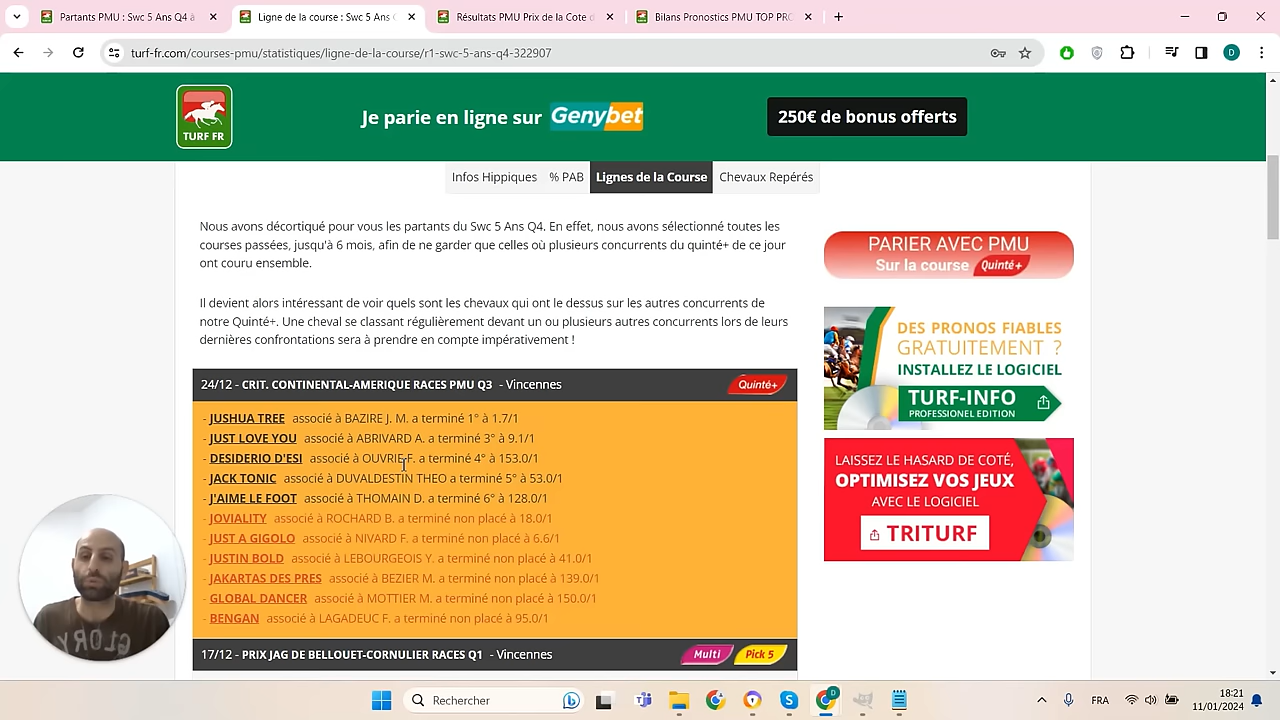 Partants PMU : Swc 5 Ans Q4 à
Ligne de la course : Swc 5 Ans
Résultats PMU Prix de la Cote d
Bilans Pronostics PMU TOP PRO
turf-fr.com/courses-pmu/statistiques/ligne-de-la-course/r1-swc-5-ans-q4-322907
D
TURF FR
Je parie en ligne sur Genybet
250€ de bonus offerts
Infos Hippiques % PAB Lignes de la Course Chevaux Repérés
Nous avons décortiqué pour vous les partants du Swc 5 Ans Q4. En effet, nous avons sélectionné toutes les
courses passées, jusqu'à 6 mois, afin de ne garder que celles où plusieurs concurrents du quinté+ de ce jour
ont couru ensemble.
Il devient alors intéressant de voir quels sont les chevaux qui ont le dessus sur les autres concurrents de
notre Quinté+. Une cheval se classant régulièrement devant un ou plusieurs autres concurrents lors de leurs
dernières confrontations sera à prendre en compte impérativement !
24/12 - CRIT. CONTINENTAL-AMERIQUE RACES PMU Q3 - Vincennes Quinté+
- JUSHUA TREE associé à BAZIRE J. M. a terminé 1° à 1.7/1
- JUST LOVE YOU associé à ABRIVARD A. a terminé 3° à 9.1/1
- DESIDERIO D'ESI associé à OUVRIE F. a terminé 4° à 153.0/1
- JACK TONIC associé à DUVALDESTIN THEO a terminé 5° à 53.0/1
- J'AIME LE FOOT associé à THOMAIN D. a terminé 6° à 128.0/1
- JOVIALITY associé à ROCHARD B. a terminé non placé à 18.0/1
- JUST A GIGOLO associé à NIVARD F. a terminé non placé à 6.6/1
- JUSTIN BOLD associé à LEBOURGEOIS Y. a terminé non placé à 41.0/1
- JAKARTAS DES PRES associé à BEZIER M. a terminé non placé à 139.0/1
- GLOBAL DANCER associé à MOTTIER M. a terminé non placé à 150.0/1
- BENGAN associé à LAGADEUC F. a terminé non placé à 95.0/1
17/12 - PRIX JAG DE BELLOUET-CORNULIER RACES Q1 - Vincennes Multi Pick 5
PARIER AVEC PMU
Sur la course Quinté+
DES PRONOS FIABLES
GRATUITEMENT ?
INSTALLEZ LE LOGICIEL
TURF-INFO
PROFESSIONEL EDITION
LAISSEZ LE HASARD DE COTÉ,
OPTIMISEZ VOS JEUX
AVEC LE LOGICIEL
TRITURF
GLORY
Rechercher
D
FRA
18:21
11/01/2024